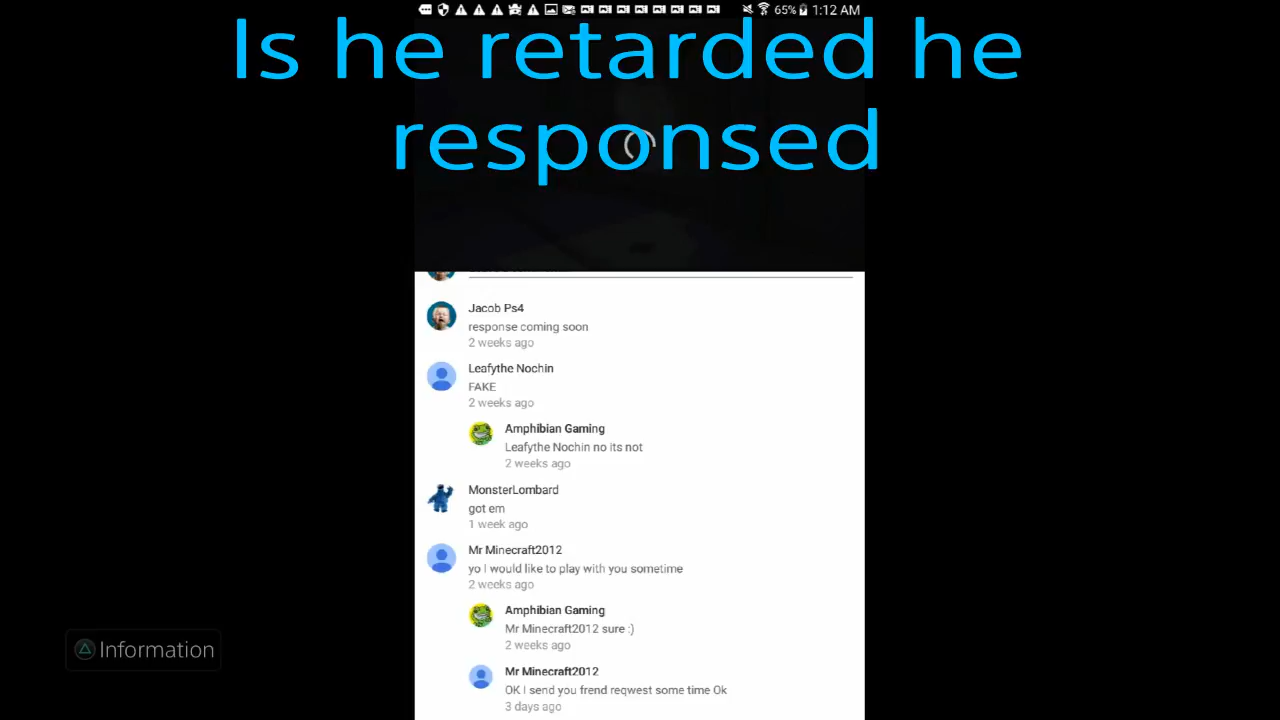 65% 1:12 AM
Is he retarded he
responsed
Jacob Ps4
response coming soon
2 weeks ago
Leafythe Nochin
FAKE
2 weeks ago
Amphibian Gaming
Leafythe Nochin no its not
2 weeks ago
MonsterLombard
got em
1 week ago
Mr Minecraft2012
yo I would like to play with you sometime
2 weeks ago
Amphibian Gaming
Mr Minecraft2012 sure :)
2 weeks ago
Information
Mr Minecraft2012
OK I send you frend reqwest some time Ok
3 days ago